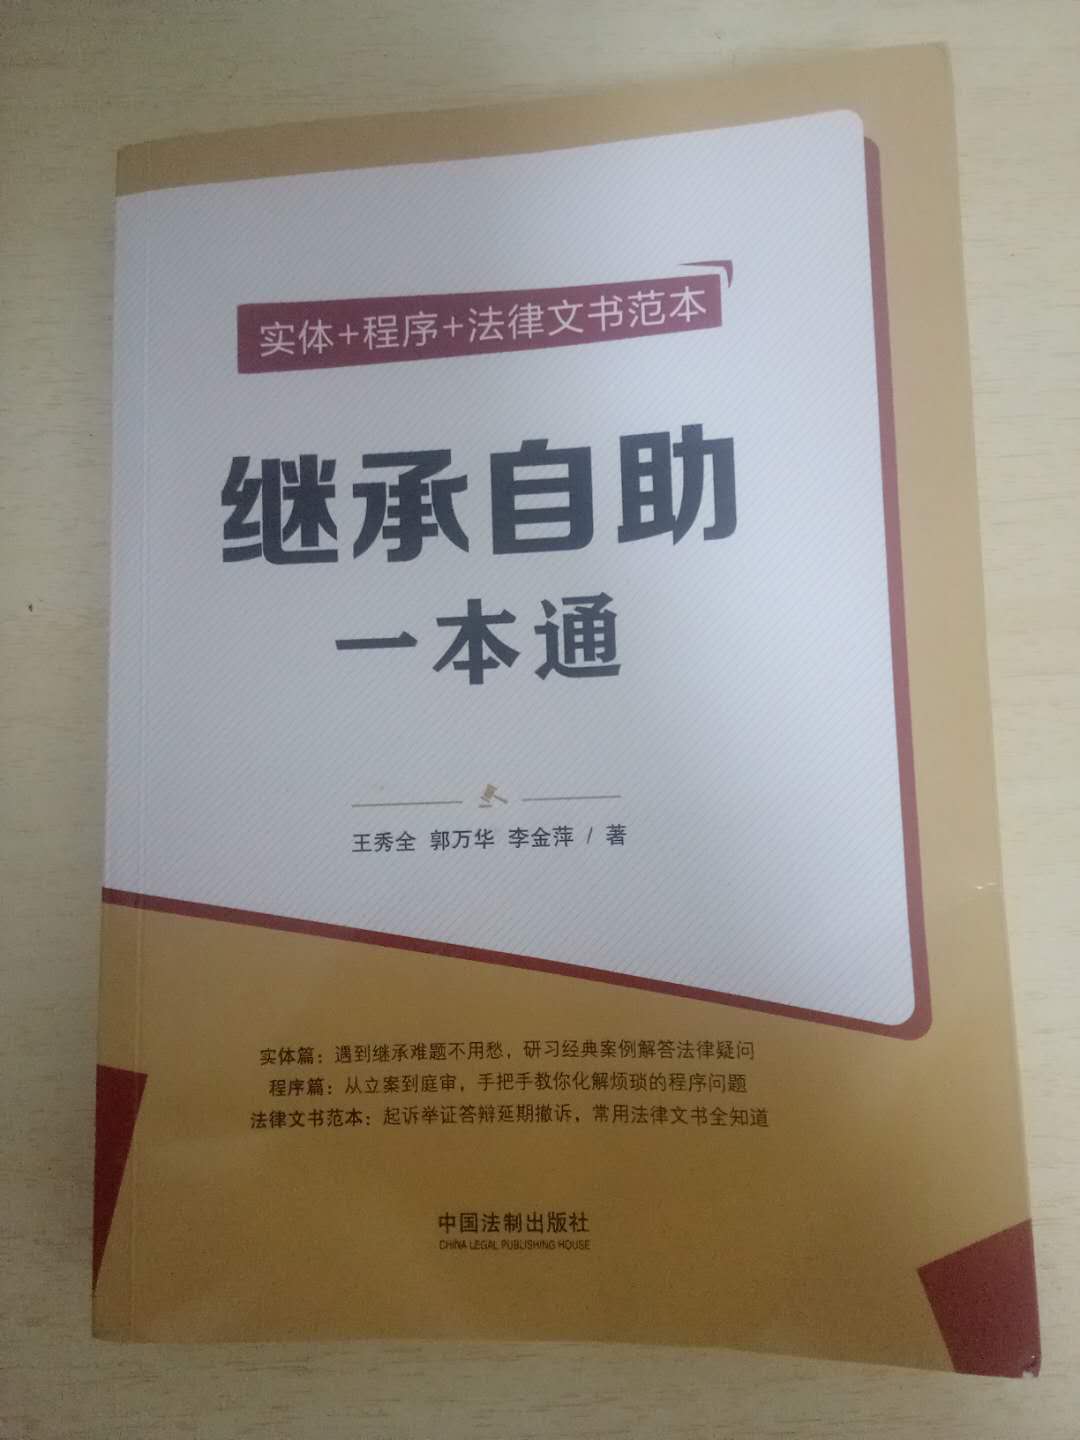 实体+程序+法律文书范本
继承自助
一本通
王秀全 郭万华 李金萍 / 著
实体篇：遇到继承难题不用愁，研习经典案例解答法律疑问
程序篇：从立案到庭审，手把手教你化解烦琐的程序问题
法律文书范本：起诉举证答辩延期撤诉，常用法律文书全知道
中国法制出版社
CHINA LEGAL PUBLISHING HOUSE